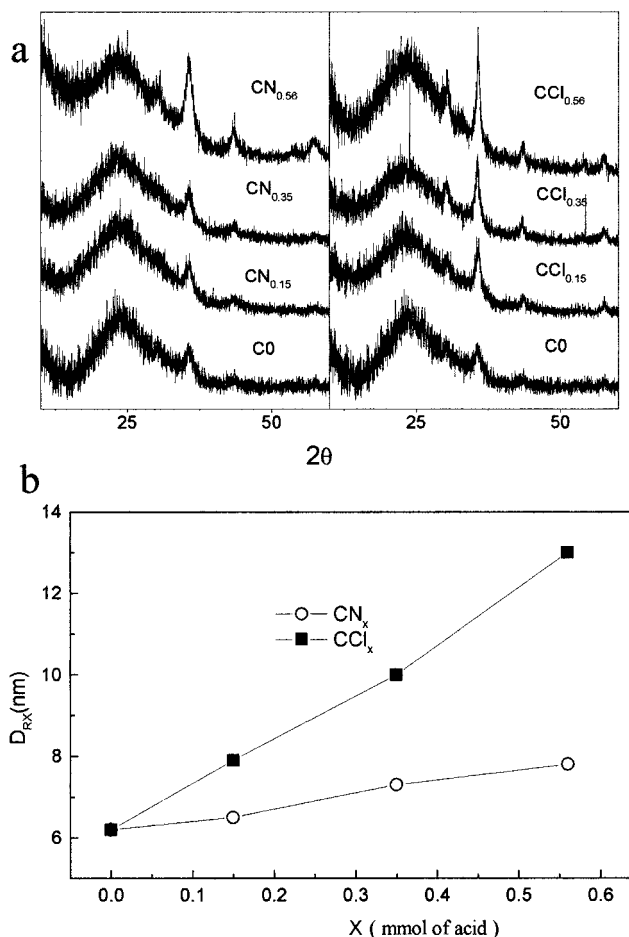 a
CN0.56
CCl0.56
CN0.35
CCl0.35
CN0.15
CCl0.15
C0
C0
25
50
25
50
2θ
b
14
12
10
8
6
DRX(nm)
CNx
CClx
0.0
0.1
0.2
0.3
0.4
0.5
0.6
X ( mmol of acid )